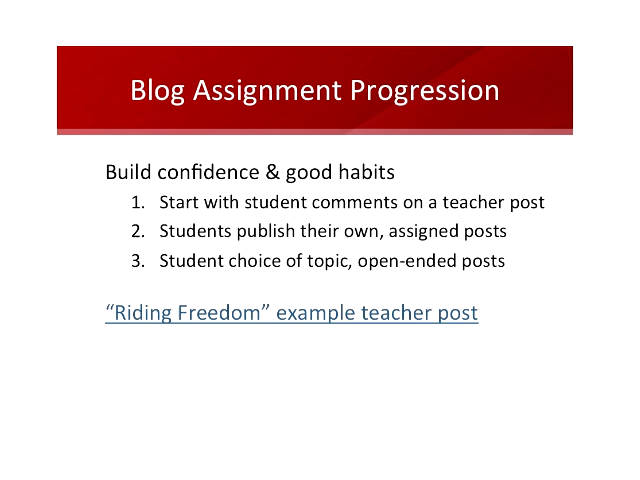 Blog Assignment Progression
Build confidence & good habits
1. Start with student comments on a teacher post
2. Students publish their own, assigned posts
3. Student choice of topic, open-ended posts
“Riding Freedom” example teacher post